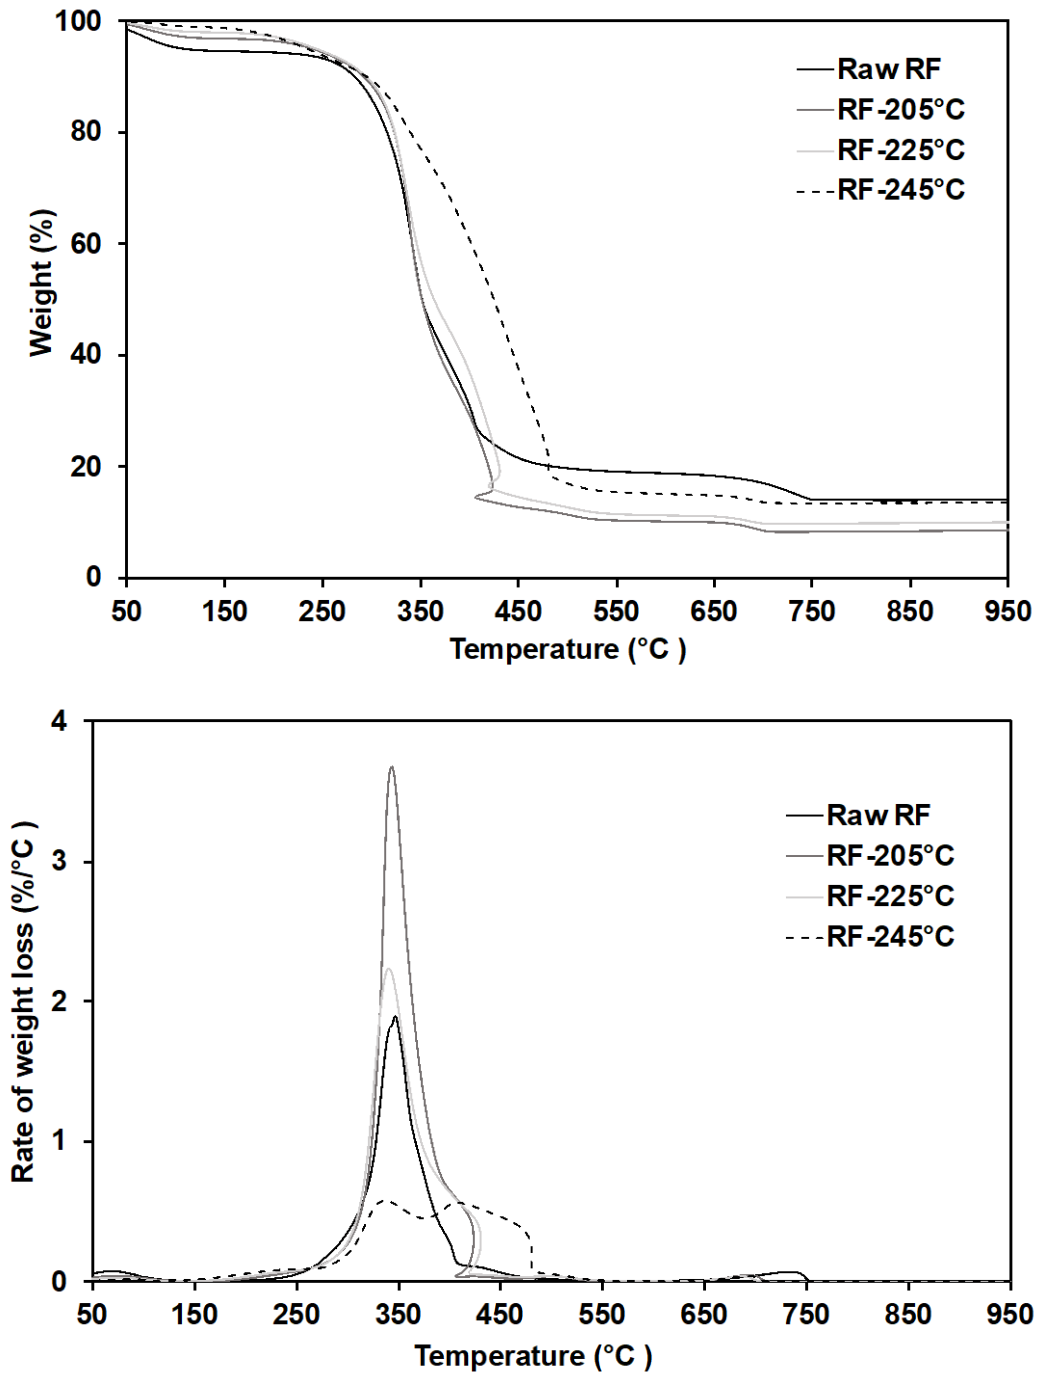 100
80
60
40
20
0
Weight (%)
Raw RF
RF-205°C
RF-225°C
RF-245°C
50 150 250 350 450 550 650 750 850 950
Temperature (°C )
4
3
2
1
0
Rate of weight loss (%/°C )
Raw RF
RF-205°C
RF-225°C
RF-245°C
50 150 250 350 450 550 650 750 850 950
Temperature (°C )